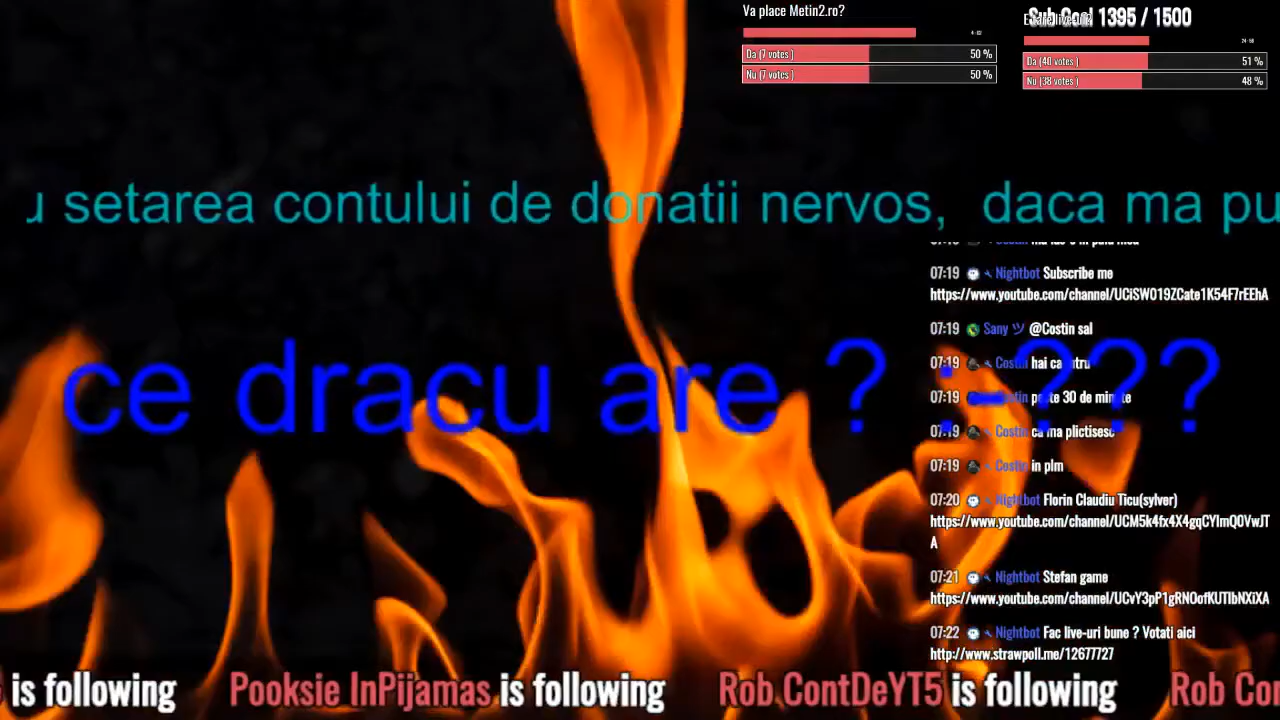 Va place Metin2.ro?
Da (7 votes )
50 %
Nu (7 votes )
50 %
Sub Goal 1395 / 1500
Da (40 votes )
51 %
Nu (38 votes )
48 %
setarea contului de donatii nervos, daca ma pu
07:19 Nightbot Subscribe me
https://www.youtube.com/channel/UCiSWO19ZCate1K54F7rEEhA
07:19 Sany ツ @Costin sal
ce dracu are ? :-???
07:19 Costin hai ca intru
07:19 Costin peste 30 de minute
07:19 Costin ca ma plictisesc
07:19 Costin in plm
07:20 Nightbot Florin Claudiu Ticu(sylver)
https://www.youtube.com/channel/UCM5k4fx4X4gqCYImQ0VwJT
A
07:21 Nightbot Stefan game
https://www.youtube.com/channel/UCvY3pP1gRNOofKUTIbNXiXA
07:22 Nightbot Fac live-uri bune ? Votati aici
http://www.strawpoll.me/12677727
is following Pooksie InPijamas is following Rob ContDeYT5 is following Rob Con